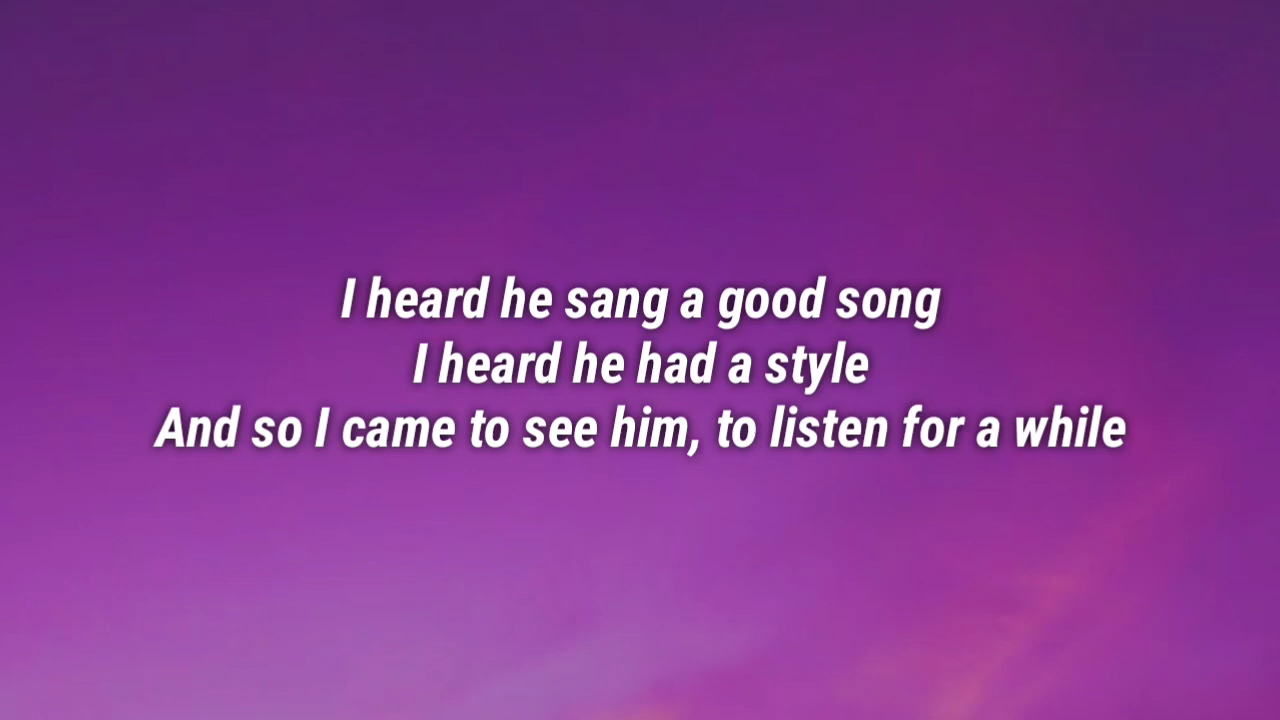 I heard he sang a good song
I heard he had a style
And so I came to see him, to listen for a while